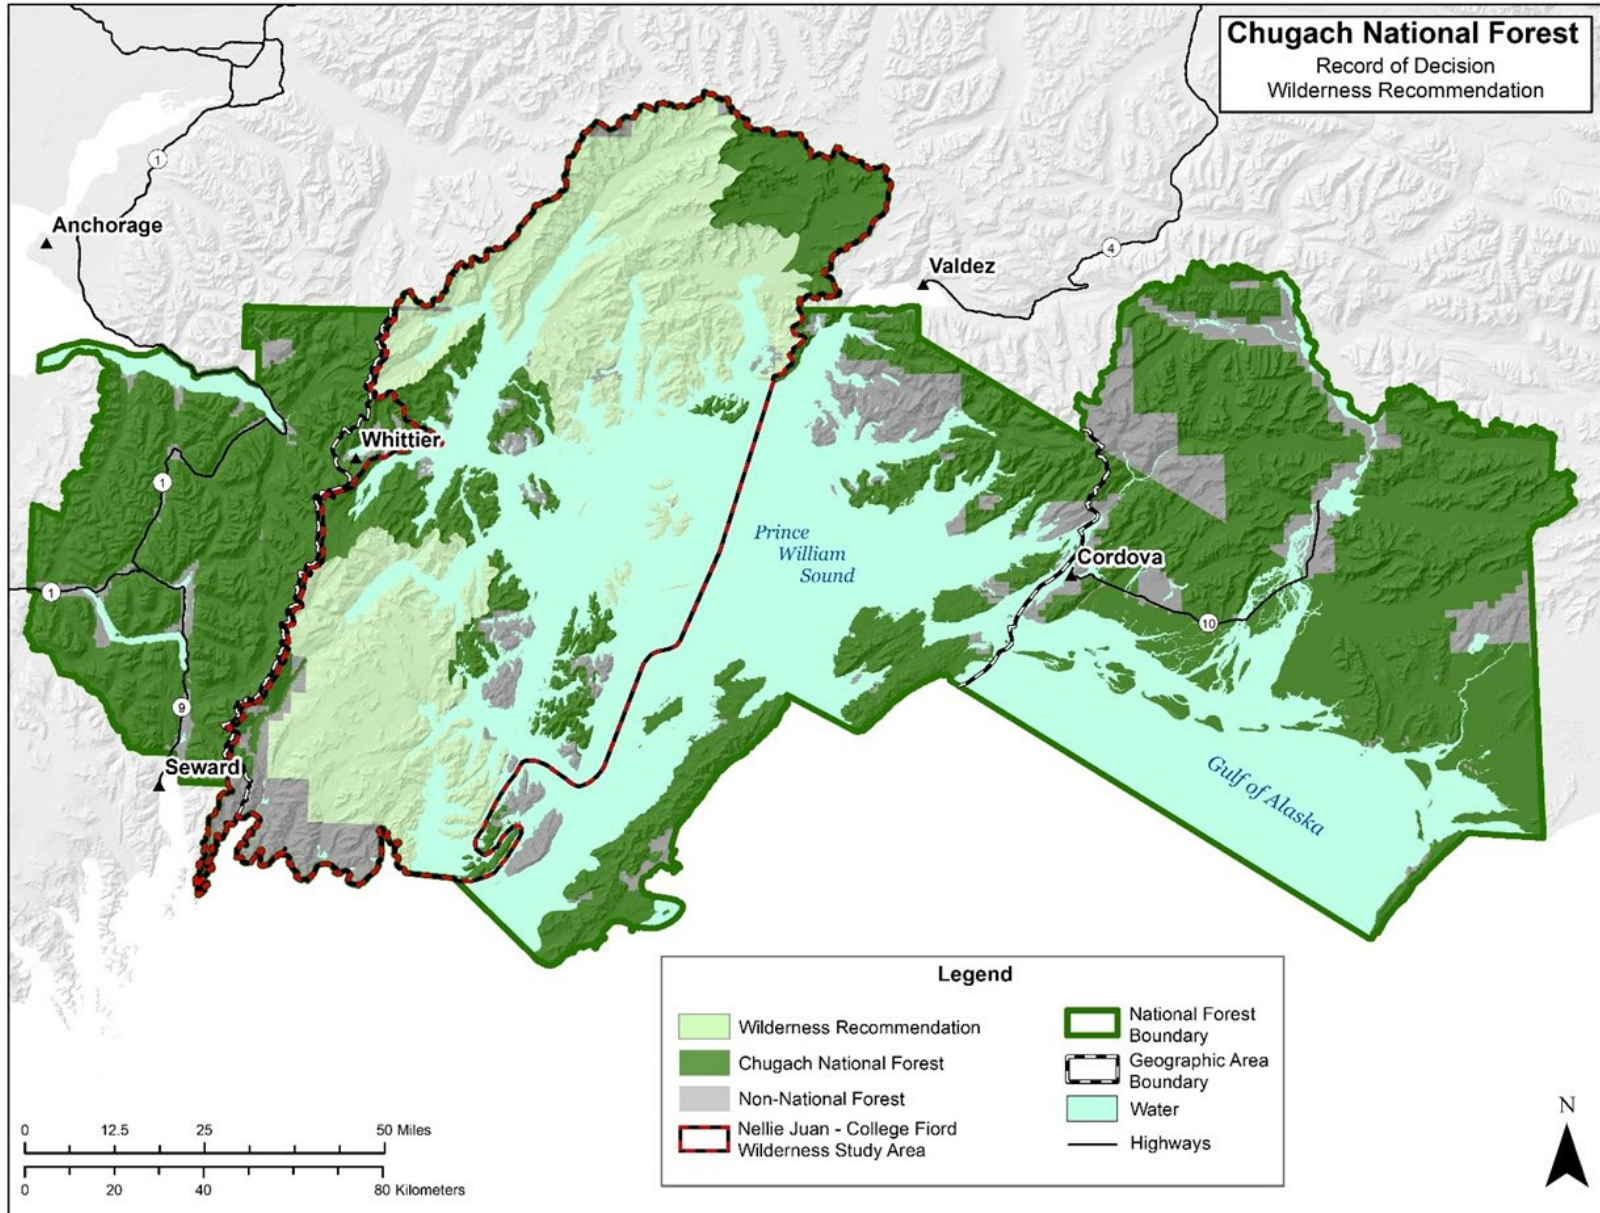 Chugach National Forest
Record of Decision
Wilderness Recommendation
1
Anchorage
4
Valdez
Whittier
1
Prince
William
Sound
Cordova
1
10
9
Seward
Gulf of Alaska
Legend
Wilderness Recommendation
Chugach National Forest
Non-National Forest
Nellie Juan - College Fiord
Wilderness Study Area
National Forest
Boundary
Geographic Area
Boundary
Water
Highways
0 12.5 25 50 Miles
0 20 40 80 Kilometers
N